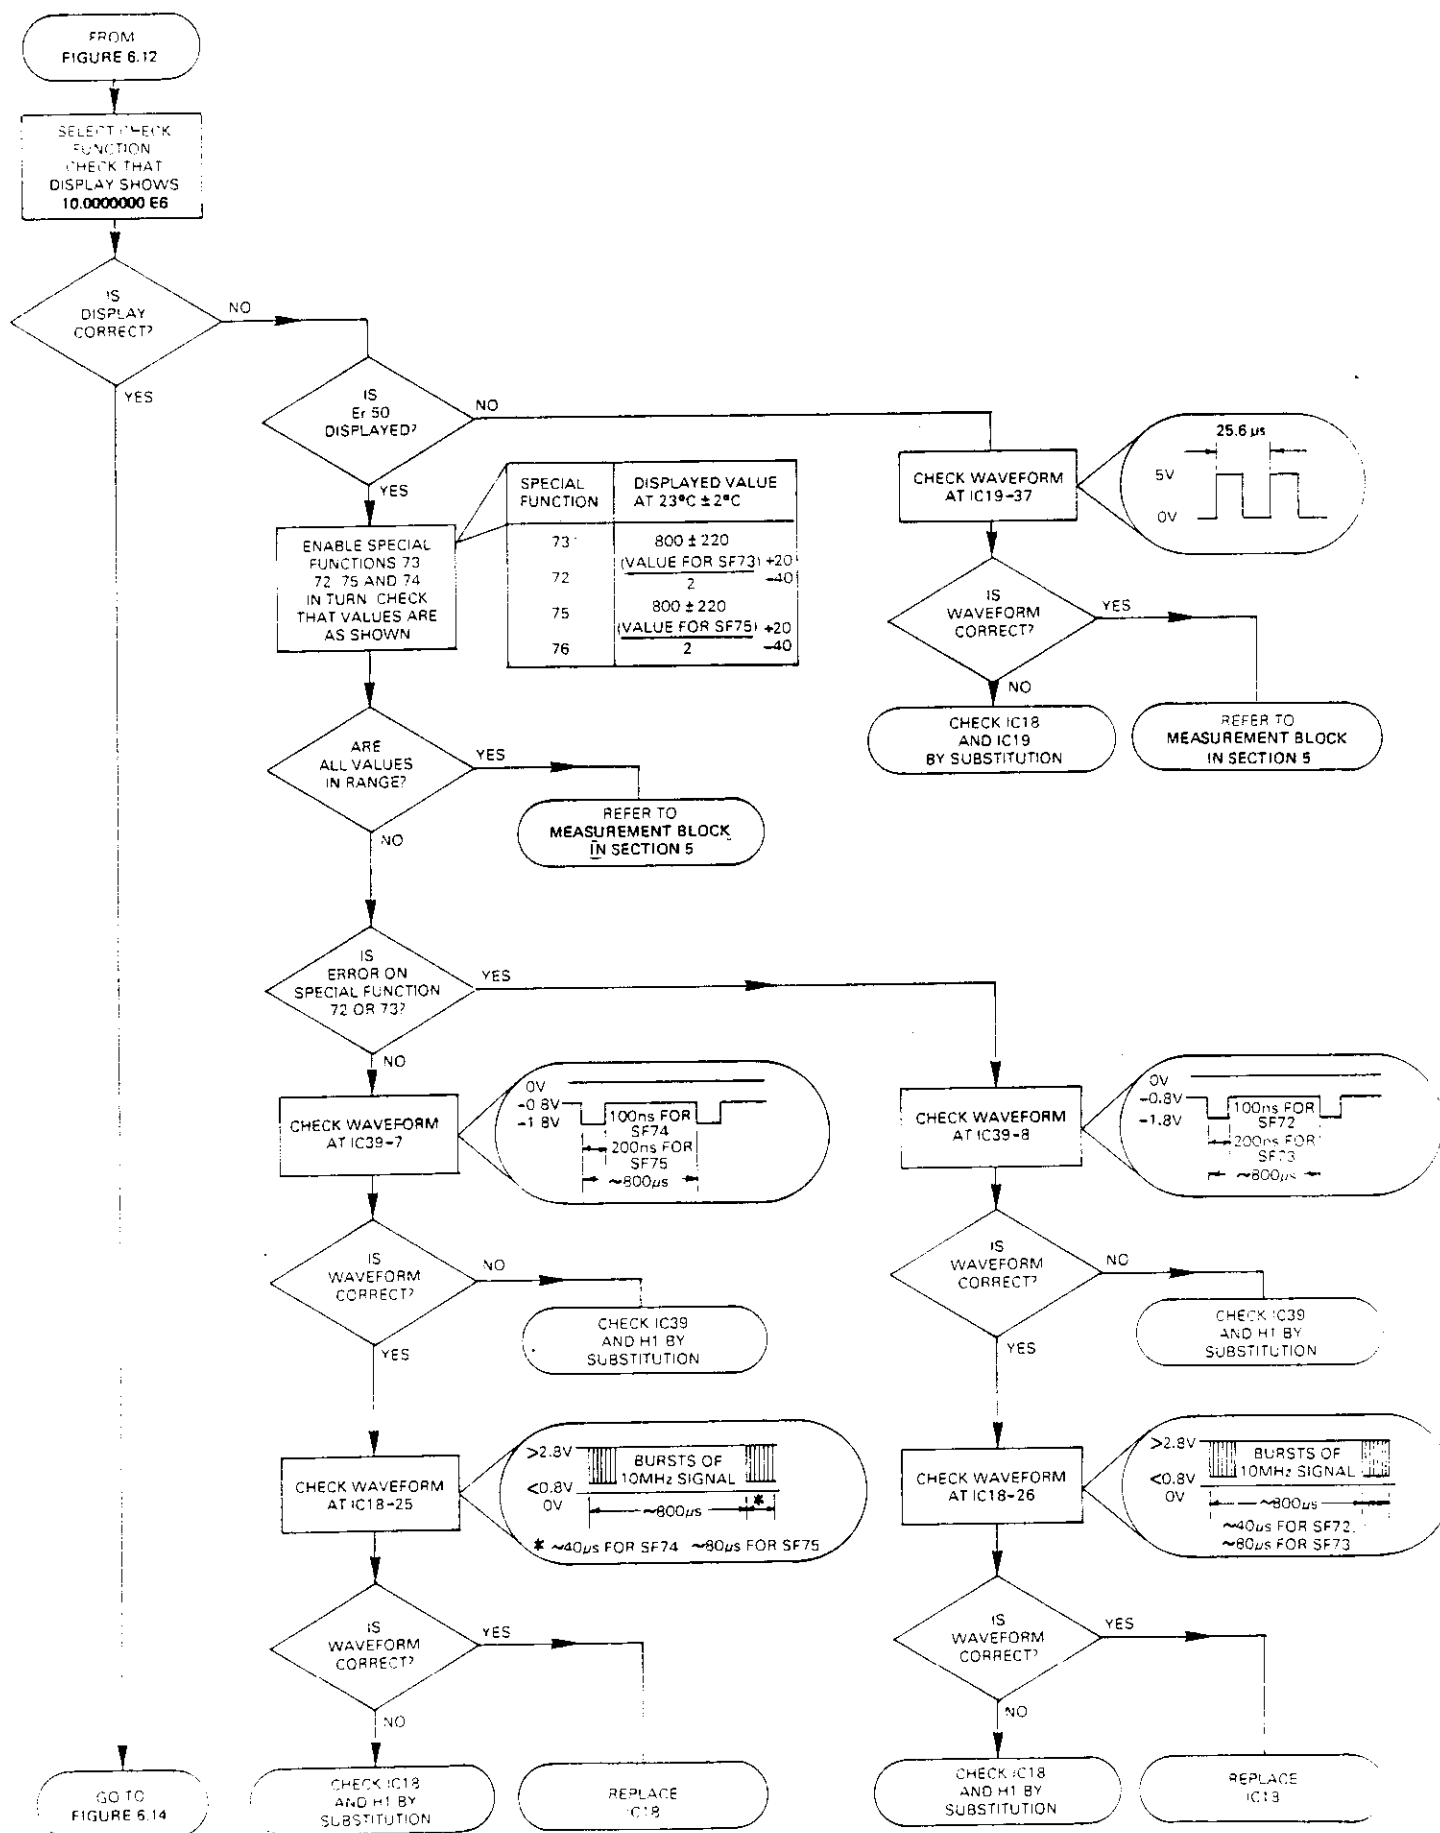 FROM
FIGURE 6.12
SELECT CHECK
FUNCTION
CHECK THAT
DISPLAY SHOWS
10.0000000 E6
IS
DISPLAY
CORRECT?
NO
YES
IS
Er 50
DISPLAYED?
NO
YES
CHECK WAVEFORM
AT IC19-37
25.6 µs
5V
0V
ENABLE SPECIAL
FUNCTIONS 73
72 75 AND 74
IN TURN CHECK
THAT VALUES ARE
AS SHOWN
SPECIAL
FUNCTION
DISPLAYED VALUE
AT 23°C ± 2°C
73
800 ± 220
72
(VALUE FOR SF73) +20
2 -40
75
800 ± 220
76
(VALUE FOR SF75) +20
2 -40
IS
WAVEFORM
CORRECT?
YES
NO
CHECK IC18
AND IC19
BY SUBSTITUTION
REFER TO
MEASUREMENT BLOCK
IN SECTION 5
ARE
ALL VALUES
IN RANGE?
YES
NO
REFER TO
MEASUREMENT BLOCK
IN SECTION 5
IS
ERROR ON
SPECIAL FUNCTION
72 OR 73?
YES
NO
CHECK WAVEFORM
AT IC39-7
0V
-0.8V
-1.8V
100ns FOR
SF74
200ns FOR
SF75
~800µs
CHECK WAVEFORM
AT IC39-8
0V
-0.8V
-1.8V
100ns FOR
SF72
200ns FOR
SF73
~800µs
IS
WAVEFORM
CORRECT?
NO
YES
CHECK IC39
AND H1 BY
SUBSTITUTION
IS
WAVEFORM
CORRECT?
NO
YES
CHECK IC39
AND H1 BY
SUBSTITUTION
CHECK WAVEFORM
AT IC18-25
>2.8V
<0.8V
0V
BURSTS OF
10MHz SIGNAL
~800µs
*
* ~40µs FOR SF74 ~80µs FOR SF75
CHECK WAVEFORM
AT IC18-26
>2.8V
<0.8V
0V
BURSTS OF
10MHz SIGNAL
~800µs
~40µs FOR SF72,
~80µs FOR SF73
IS
WAVEFORM
CORRECT?
YES
NO
IS
WAVEFORM
CORRECT?
YES
NO
GO TO
FIGURE 6.14
CHECK IC18
AND H1 BY
SUBSTITUTION
REPLACE
IC18
CHECK IC18
AND H1 BY
SUBSTITUTION
REPLACE